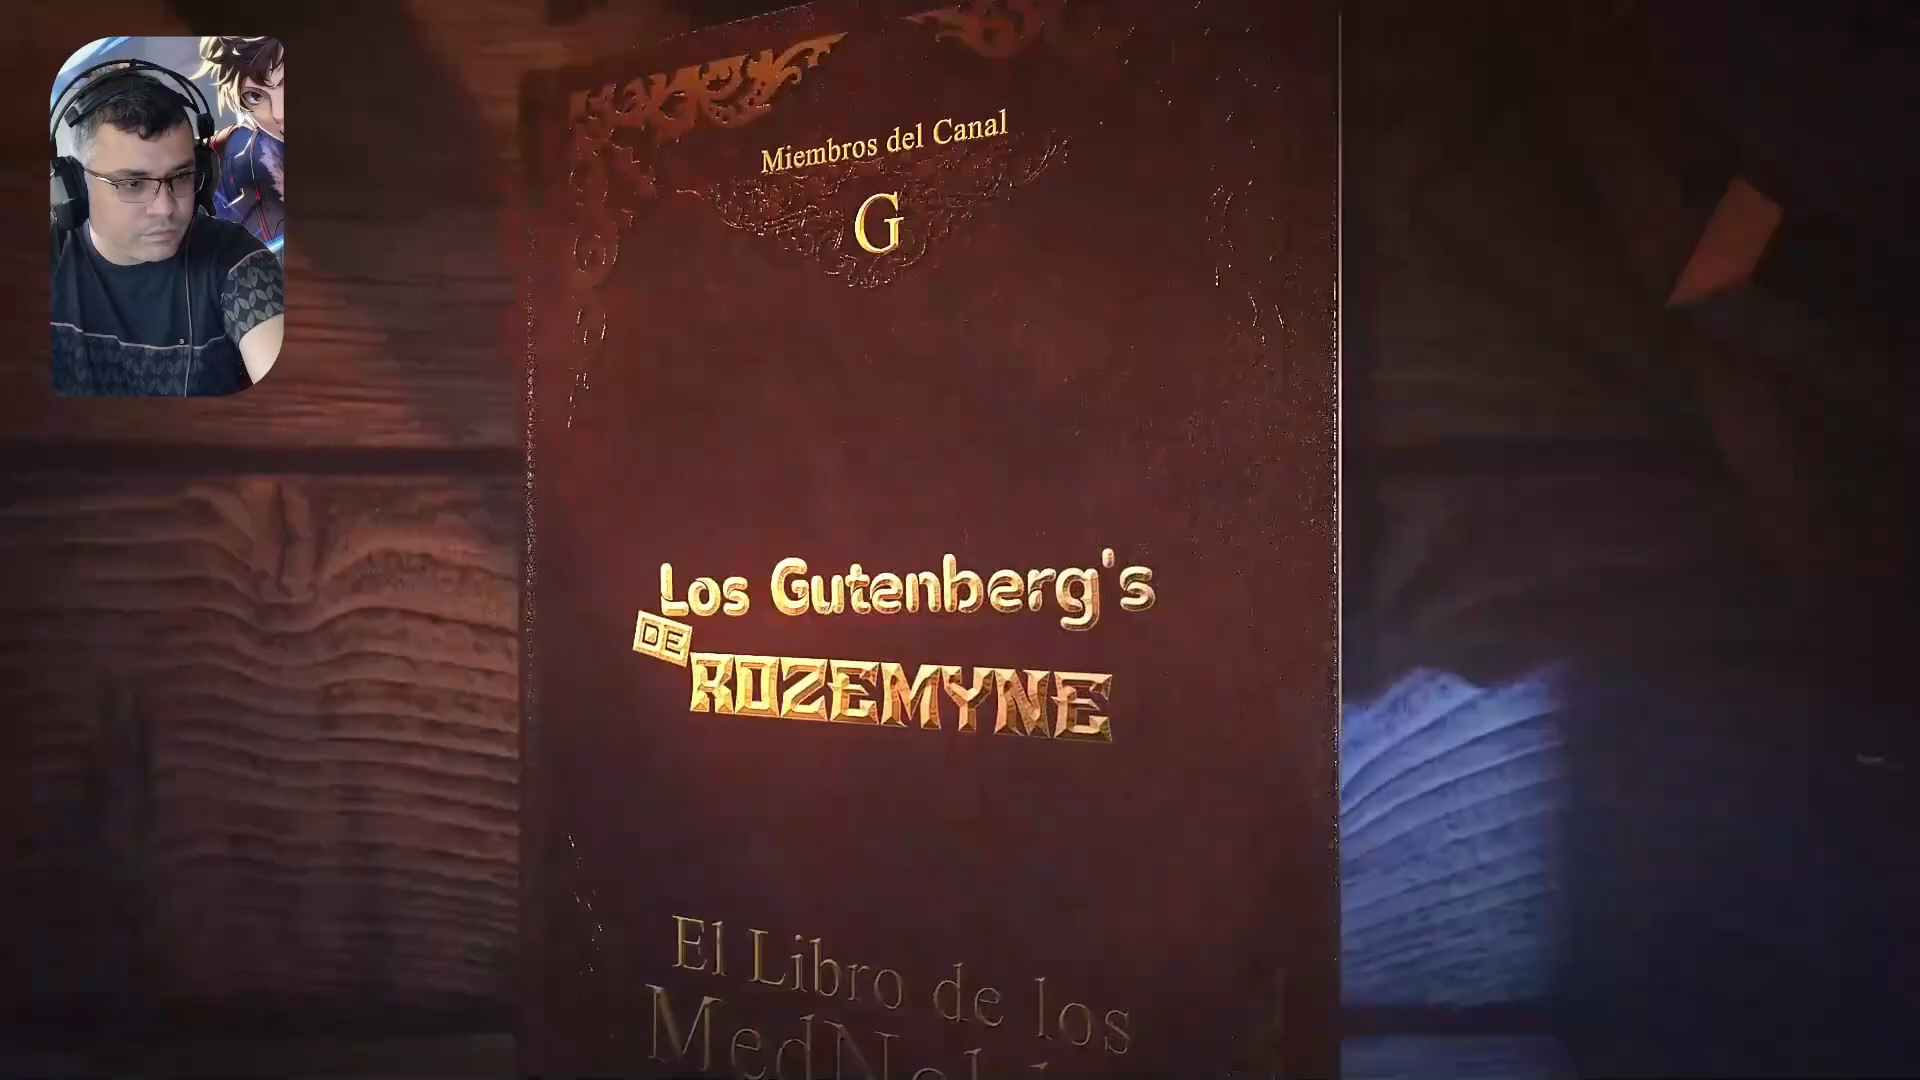 Miembros del Canal
G
Los Gutenberg's
DE
ROZEMYNE
El Libro de los